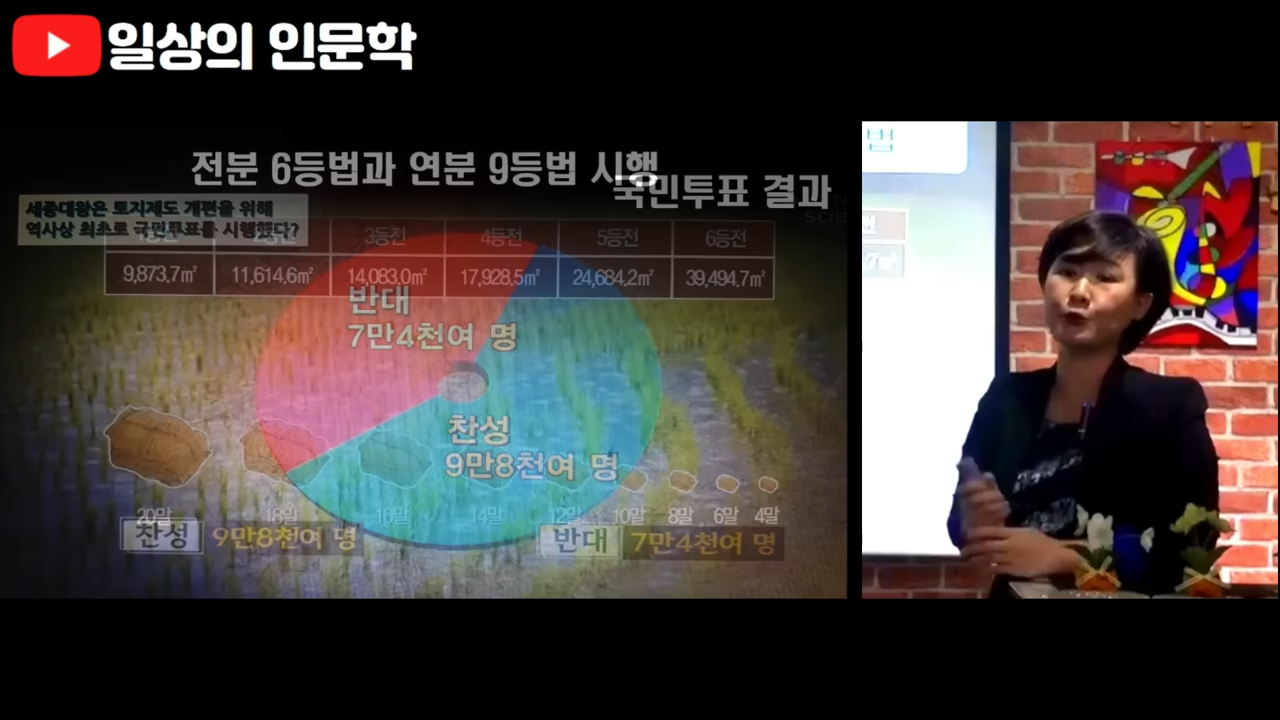 일상의 인문학
전분 6등법과 연분 9등법 시행
국민투표 결과
세종대왕은 토지제도 개편을 위해
역사상 최초로 국민투표를 시행했다?
3등전 4등전 5등전 6등전
9,873.7㎡ 11,614.6㎡ 14,083.0㎡ 17,928.5㎡ 24,684.2㎡ 39,494.7㎡
반대
7만4천여 명
찬성
9만8천여 명
20말 18말 16말 14말 12말 10말 8말 6말 4말
찬성 9만8천여 명 반대 7만4천여 명
법